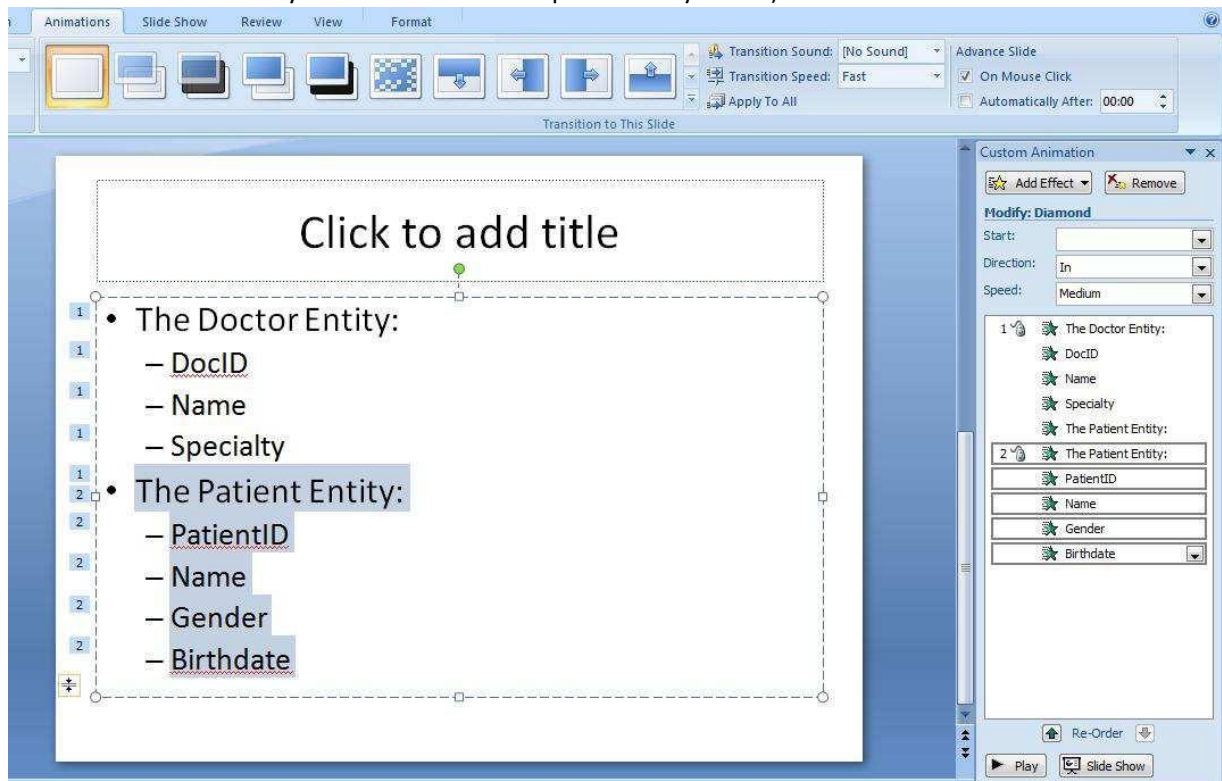 Animations Slide Show Review View Format
Transition Sound: [No Sound] Advance Slide
Transition Speed: Fast On Mouse Click
Apply To All Automatically After: 00:00
Transition to This Slide
Custom Animation
Add Effect Remove
Modify: Diamond
Start:
Direction: In
Speed: Medium
Click to add title
1 • The Doctor Entity:
1 – DocID
1 – Name
1 – Specialty
1
2 • The Patient Entity:
2 – PatientID
2 – Name
2 – Gender
2 – Birthdate
1 The Doctor Entity:
DocID
Name
Specialty
The Patient Entity:
2 The Patient Entity:
PatientID
Name
Gender
Birthdate
Re-Order
Play Slide Show